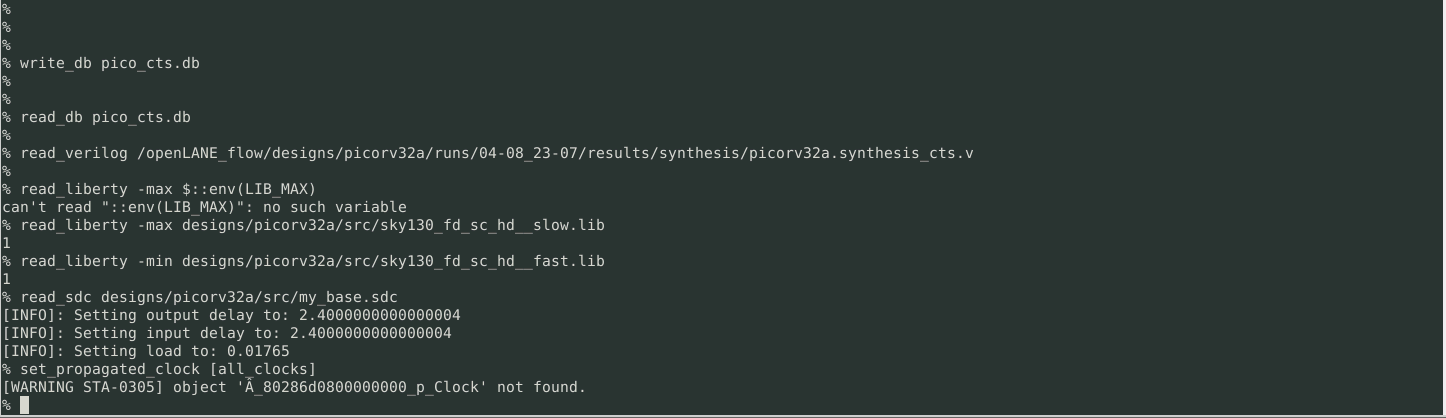 %
%
%
% write_db pico_cts.db
%
%
% read_db pico_cts.db
%
% read_verilog /openLANE_flow/designs/picorv32a/runs/04-08_23-07/results/synthesis/picorv32a.synthesis_cts.v
%
% read_liberty -max $::env(LIB_MAX)
can't read "::env(LIB_MAX)": no such variable
% read_liberty -max designs/picorv32a/src/sky130_fd_sc_hd__slow.lib
1
% read_liberty -min designs/picorv32a/src/sky130_fd_sc_hd__fast.lib
1
% read_sdc designs/picorv32a/src/my_base.sdc
[INFO]: Setting output delay to: 2.4000000000000004
[INFO]: Setting input delay to: 2.4000000000000004
[INFO]: Setting load to: 0.01765
% set_propagated_clock [all_clocks]
[WARNING STA-0305] object 'Ã_80286d0800000000_p_Clock' not found.
%